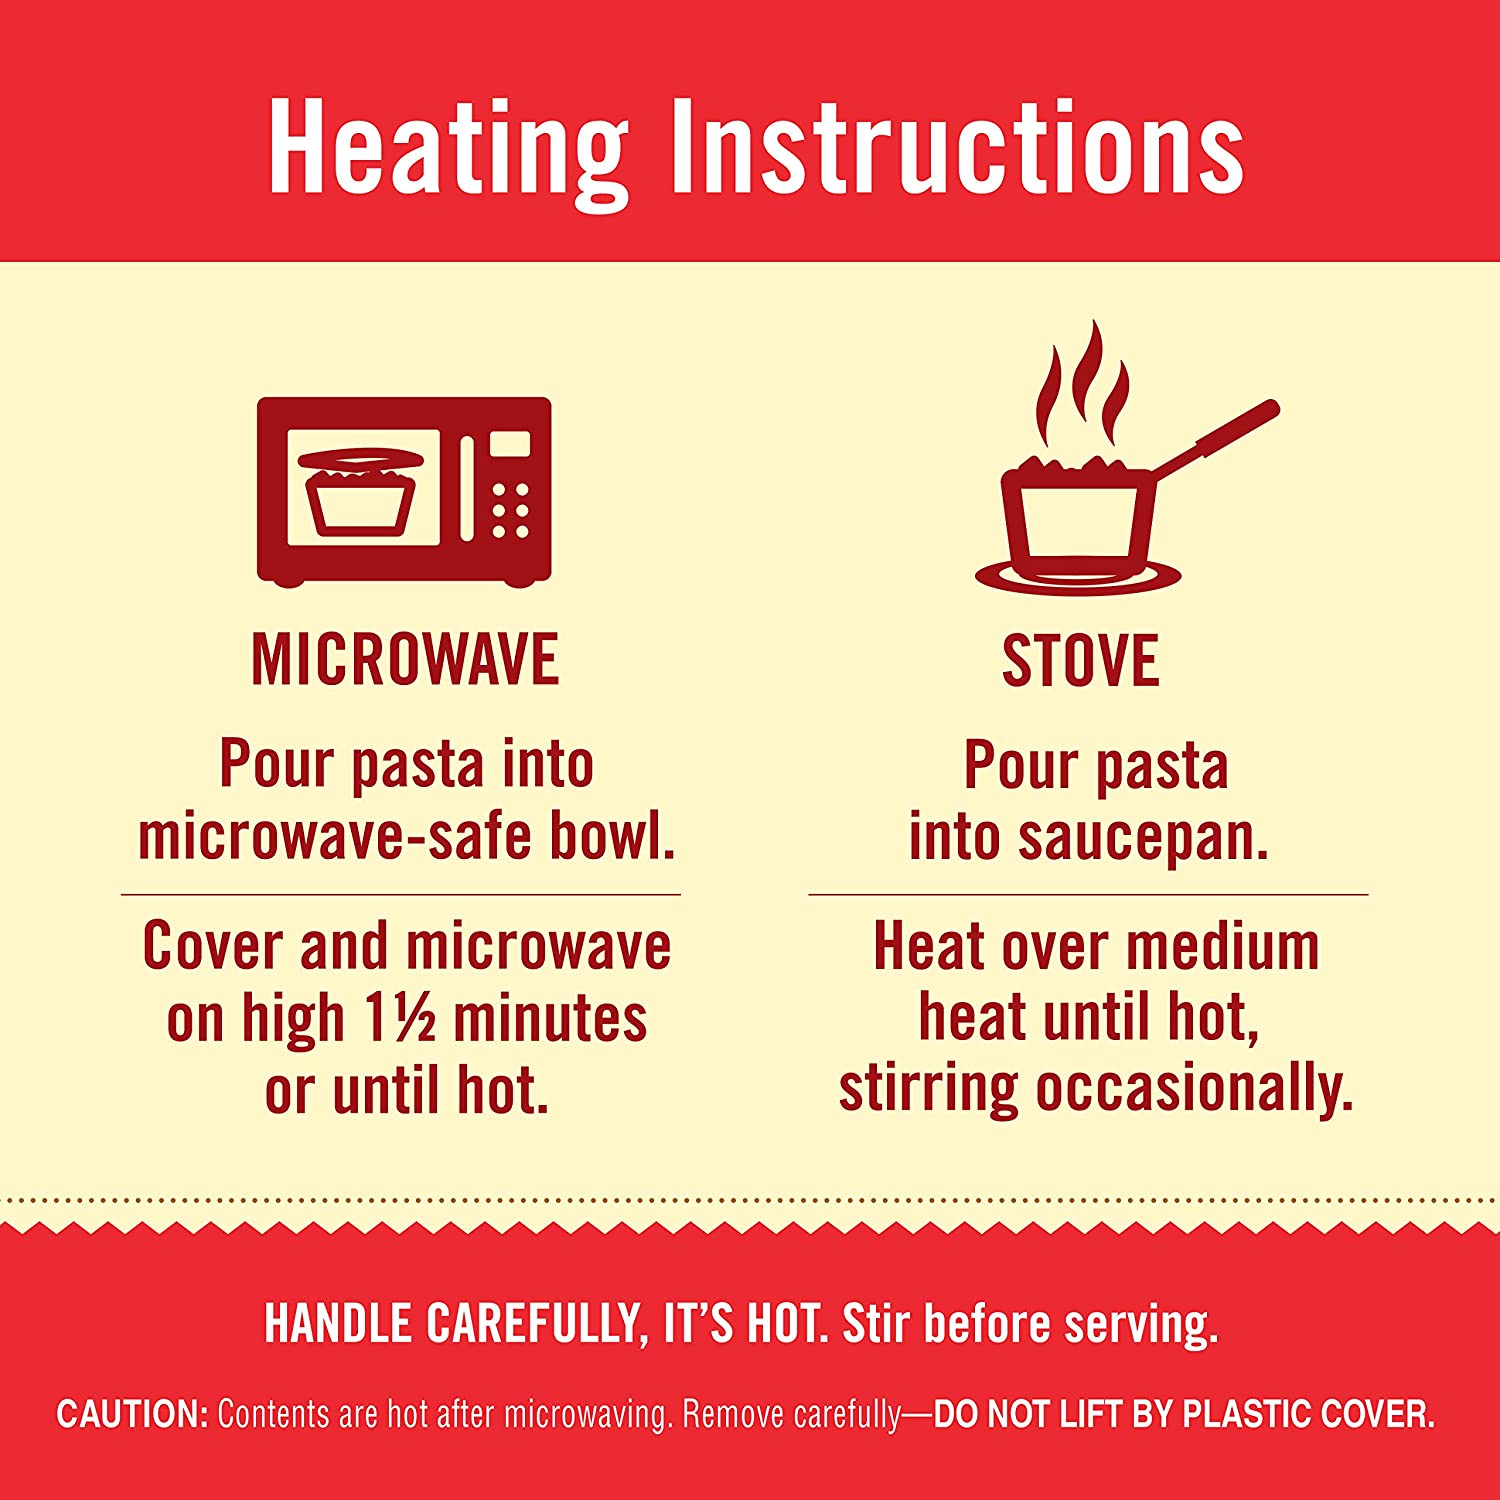 Heating Instructions
MICROWAVE
Pour pasta into
microwave-safe bowl.
Cover and microwave
on high 1½ minutes
or until hot.
STOVE
Pour pasta
into saucepan.
Heat over medium
heat until hot,
stirring occasionally.
HANDLE CAREFULLY, IT’S HOT. Stir before serving.
CAUTION: Contents are hot after microwaving. Remove carefully—DO NOT LIFT BY PLASTIC COVER.